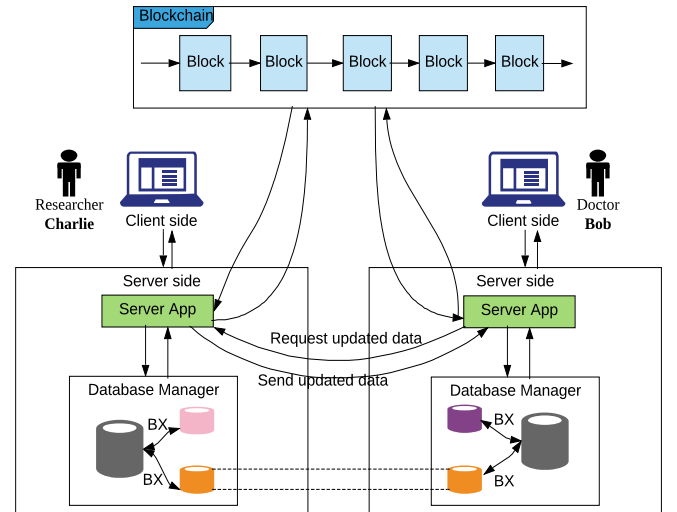 Blockchain
Block Block Block Block Block
Researcher
Charlie
Client side
Client side
Doctor
Bob
Server side
Server side
Server App
Server App
Request updated data
Send updated data
Database Manager
Database Manager
BX
BX
BX
BX